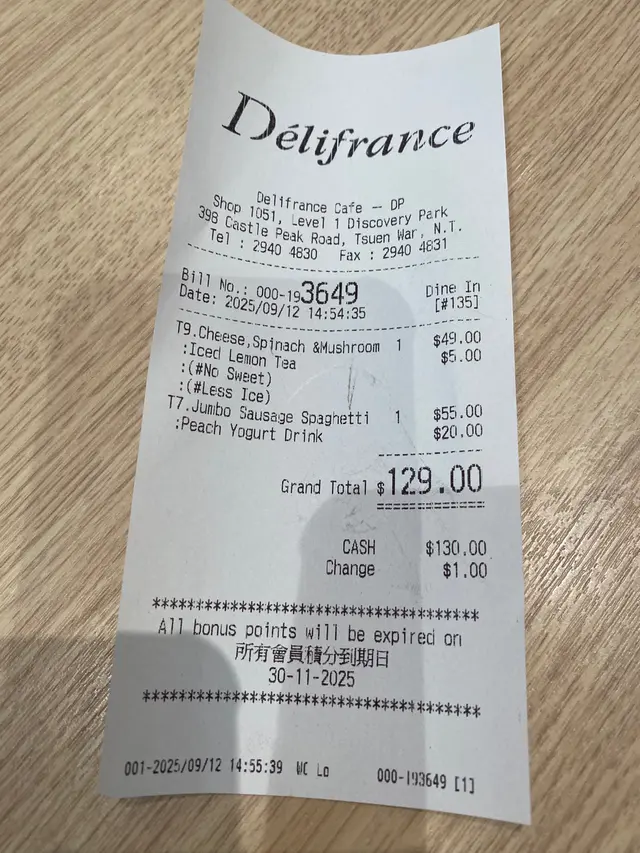 Délifrance
Delifrance Cafe – DP
Shop 1051, Level 1 Discovery Park
398 Castle Peak Road, Tsuen War, N.T.
Tel : 2940 4830 Fax : 2940 4831
Bill No.: 000-193649 Dine In
Date: 2025/09/12 14:54:35 [#135]
T9.Cheese,Spinach &Mushroom 1 $49.00
:Iced Lemon Tea $5.00
:(#No Sweet)
:(#Less Ice)
T7.Jumbo Sausage Spaghetti 1 $55.00
:Peach Yogurt Drink $20.00
Grand Total $129.00
CASH $130.00
Change $1.00
****************************************
All bonus points will be expired on
所有會員積分到期日
30-11-2025
****************************************
001-2025/09/12 14:55:39 WC Lo 000-193649 [1]